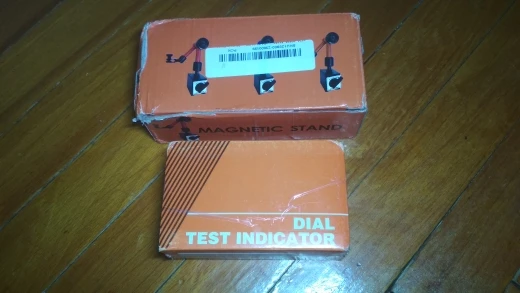 MAGNETIC STAND
DIAL
TEST INDICATOR